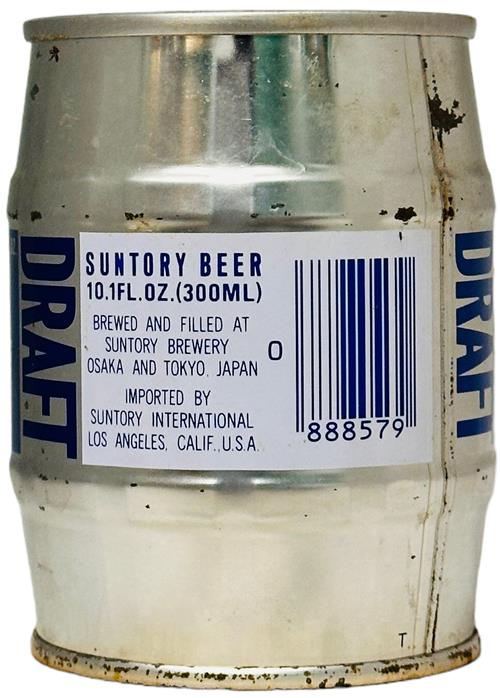 SUNTORY BEER
10.1FL.OZ.(300ML)
BREWED AND FILLED AT
SUNTORY BREWERY
OSAKA AND TOKYO, JAPAN
IMPORTED BY
SUNTORY INTERNATIONAL
LOS ANGELES, CALIF.,U.S.A.
0
888579
DRAFT
DRAFT
T